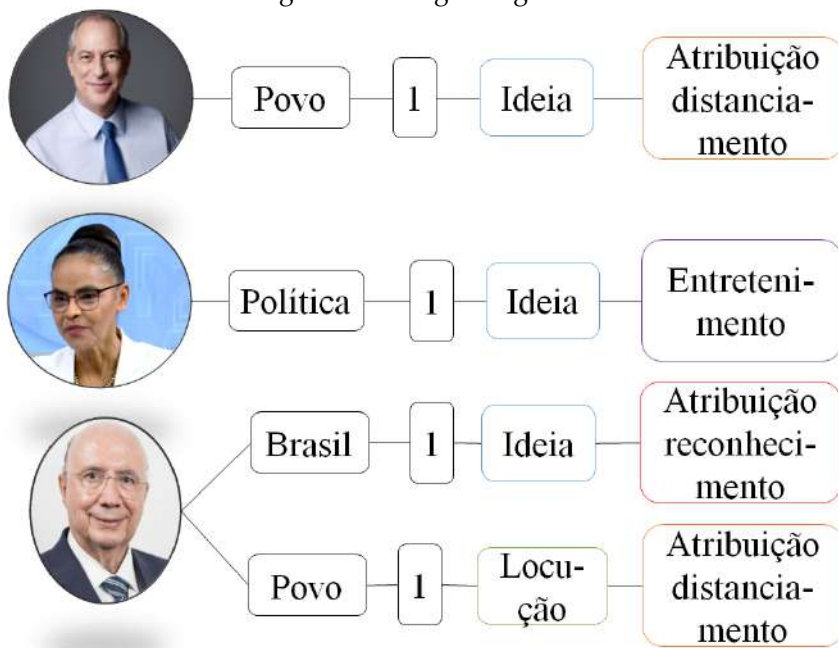 Povo
1
Ideia
Atribuição
distancia-
mento
Política
1
Ideia
Entreteni-
mento
Brasil
1
Ideia
Atribuição
reconheci-
mento
Povo
1
Locu-
ção
Atribuição
distancia-
mento